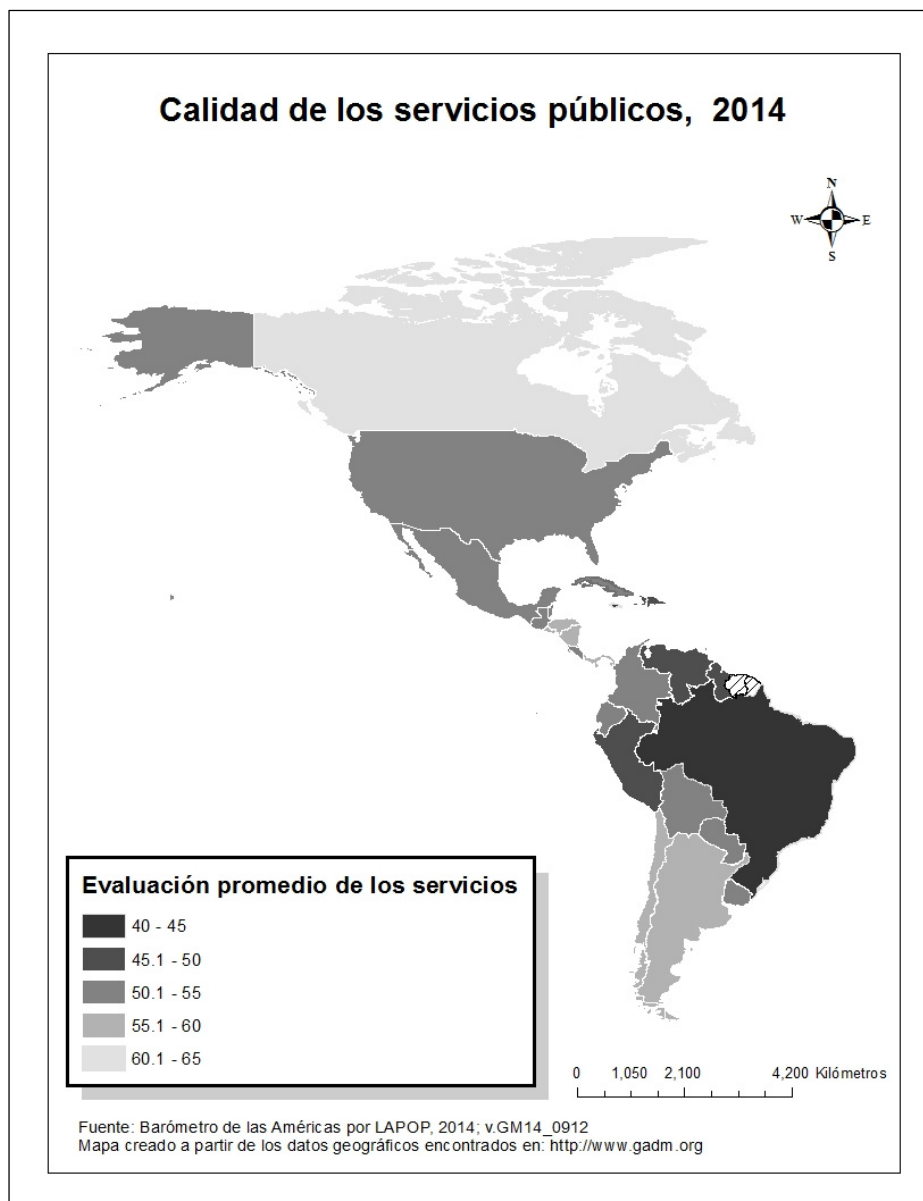 Calidad de los servicios públicos,  2014
N
W
E
S
Evaluación promedio de los servicios
40 - 45
45.1 - 50
50.1 - 55
55.1 - 60
60.1 - 65
0 1,050 2,100 4,200 Kilómetros
Fuente: Barómetro de las Américas por LAPOP, 2014; v.GM14_0912
Mapa creado a partir de los datos geográficos encontrados en: http://www.gadm.org